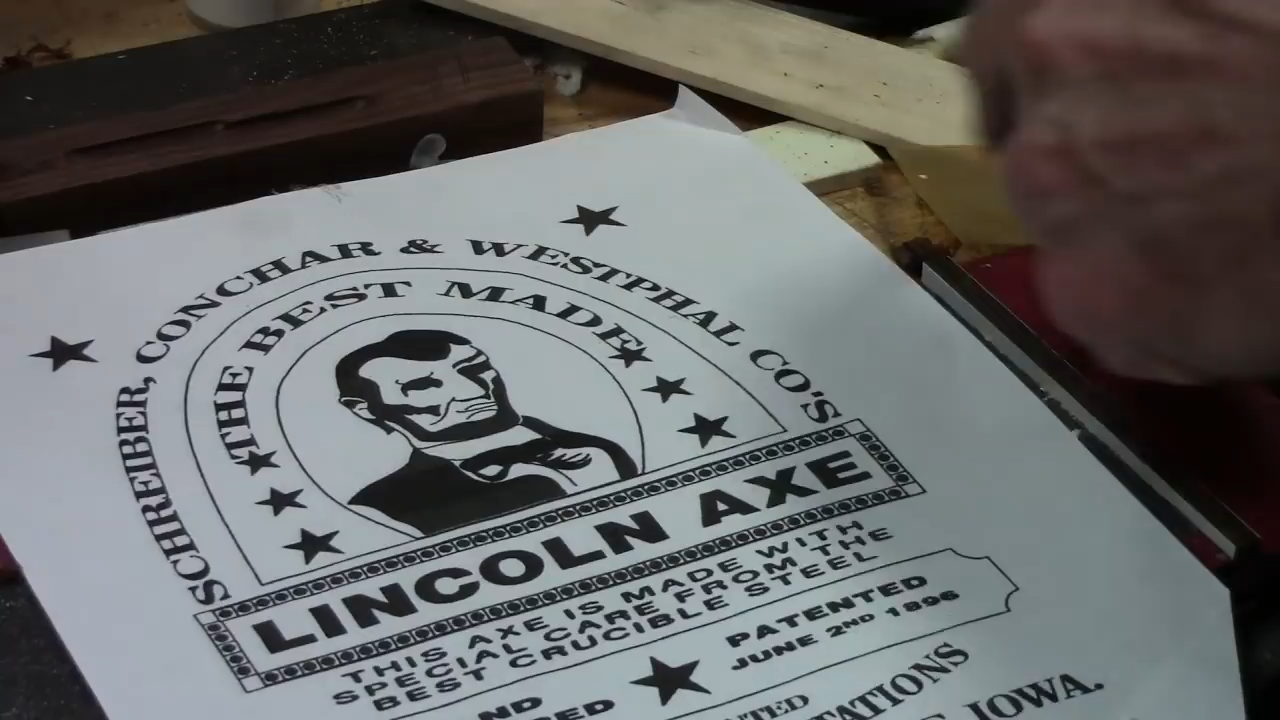 SCHREIBER, CONCHAR & WESTPHAL CO'S
THE BEST MADE
LINCOLN AXE
THIS AXE IS MADE WITH
SPECIAL CARE FROM THE
BEST CRUCIBLE STEEL
PATENTED
JUNE 2ND 1896
IOWA.